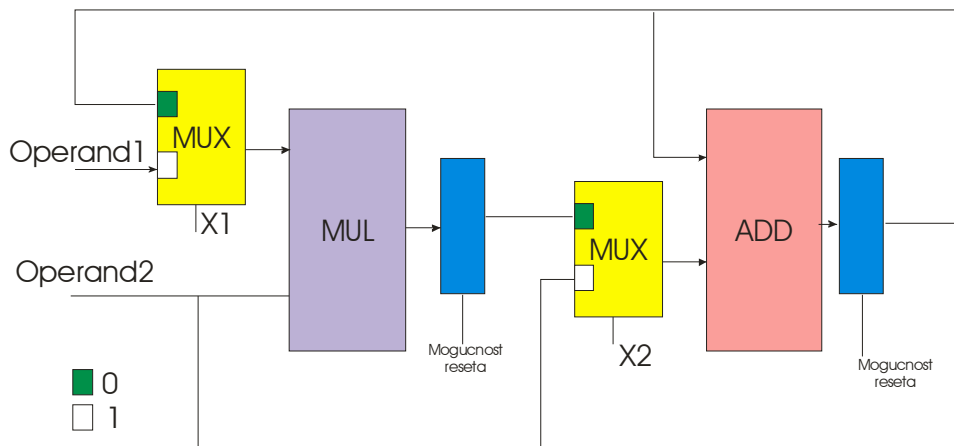 MUX
Operand1
X1
MUL
ADD
MUX
Operand2
X2
Mogucnost
reseta
Mogucnost
reseta
0
1